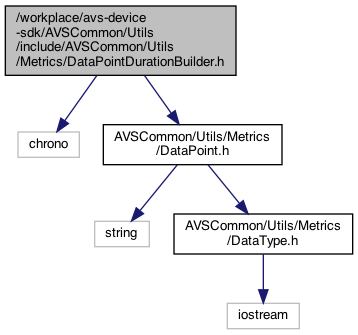 /workplace/avs-device
-sdk/AVSCommon/Utils
/include/AVSCommon/Utils
/Metrics/DataPointDurationBuilder.h
chrono
AVSCommon/Utils/Metrics
/DataPoint.h
string
AVSCommon/Utils/Metrics
/DataType.h
iostream